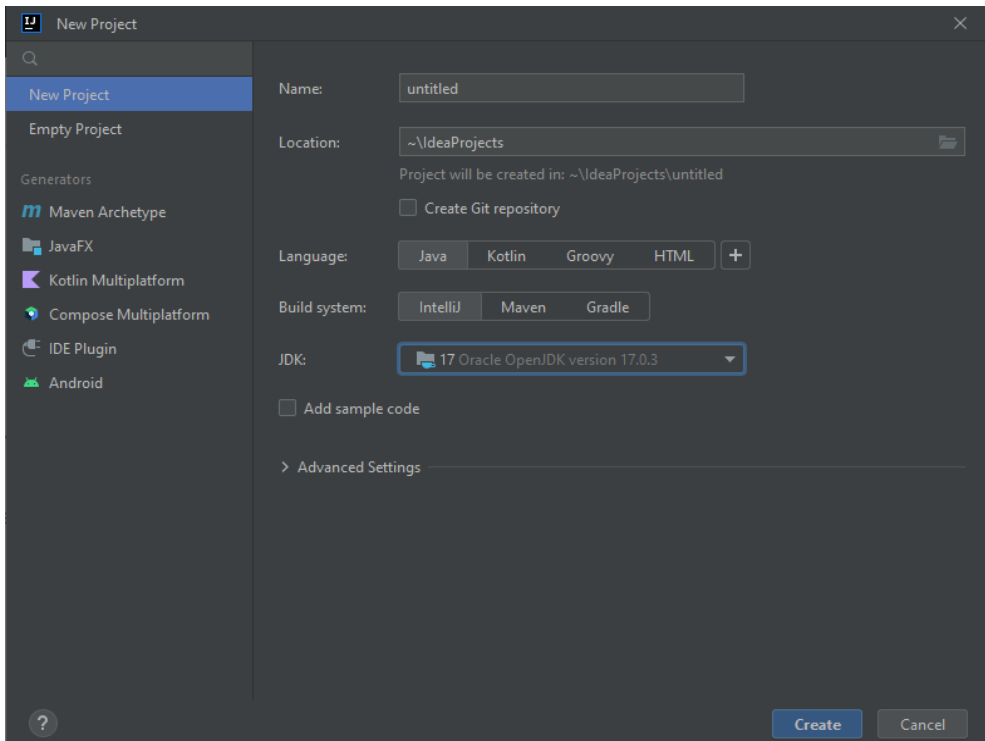 New Project
New Project
Empty Project
Generators
Maven Archetype
JavaFX
Kotlin Multiplatform
Compose Multiplatform
IDE Plugin
Android
Name: untitled
Location: ~\IdeaProjects
Project will be created in: ~\IdeaProjects\untitled
Create Git repository
Language: Java Kotlin Groovy HTML +
Build system: IntelliJ Maven Gradle
JDK: 17 Oracle OpenJDK version 17.0.3
Add sample code
Advanced Settings
? Create Cancel